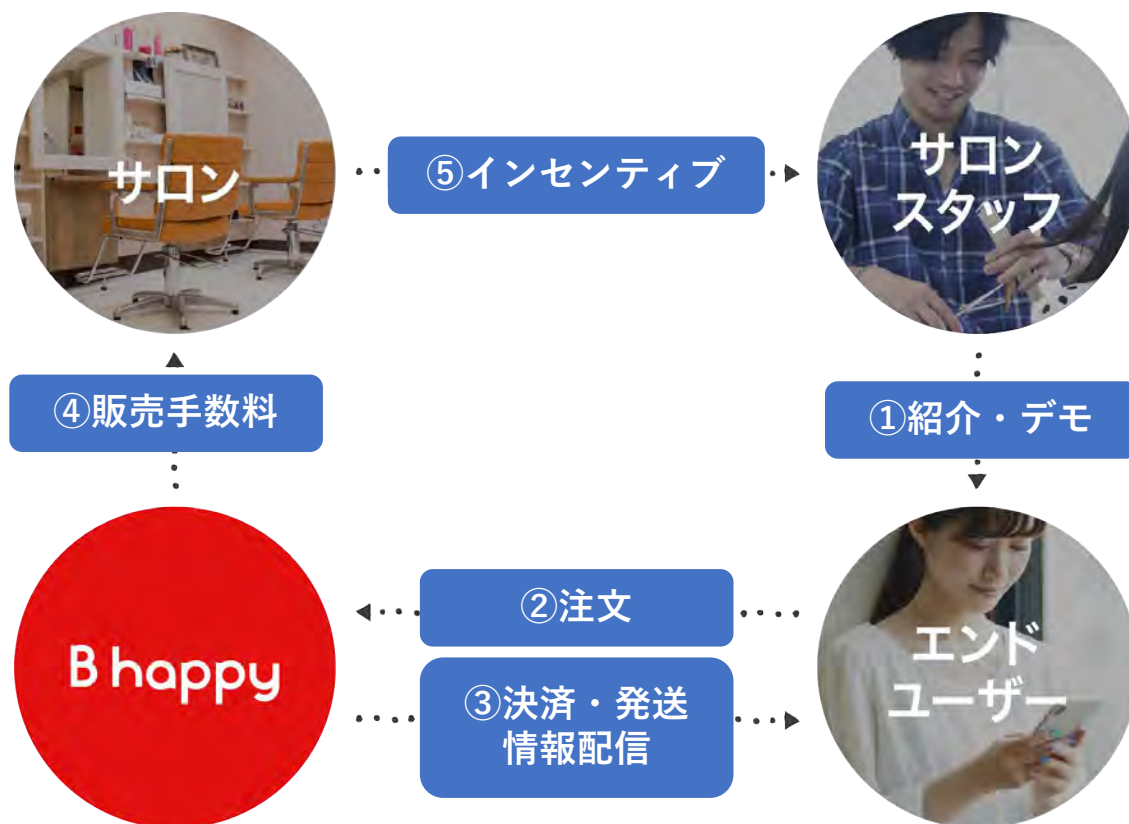 サロン
⑤インセンティブ
サロン
スタッフ
④販売手数料
①紹介・デモ
B happy
②注文
③決済・発送
情報配信
エンド
ユーザー